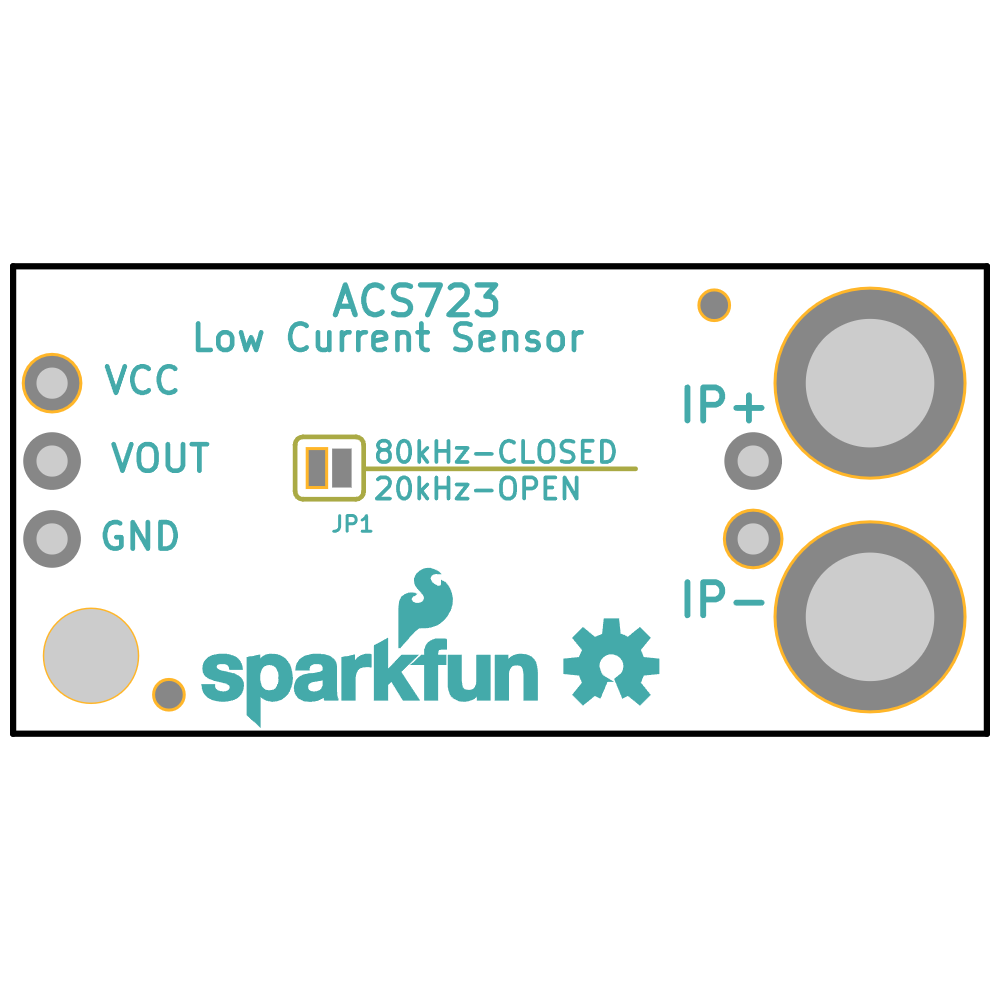 ACS723
Low Current Sensor
VCC
IP+
VOUT
80kHz-CLOSED
20kHz-OPEN
JP1
GND
IP-
sparkfun